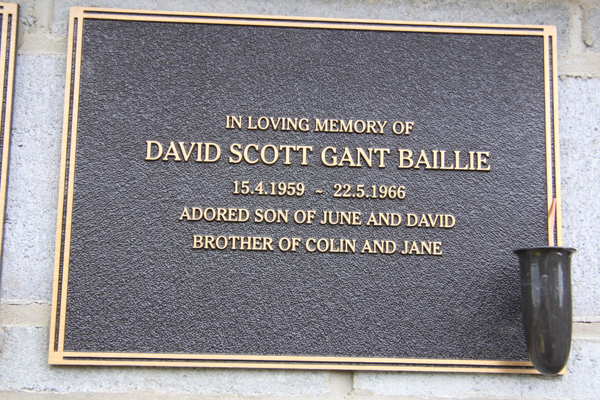 IN LOVING MEMORY OF
DAVID SCOTT GANT BAILLIE
15.4.1959 ~ 22.5.1966
ADORED SON OF JUNE AND DAVID
BROTHER OF COLIN AND JANE